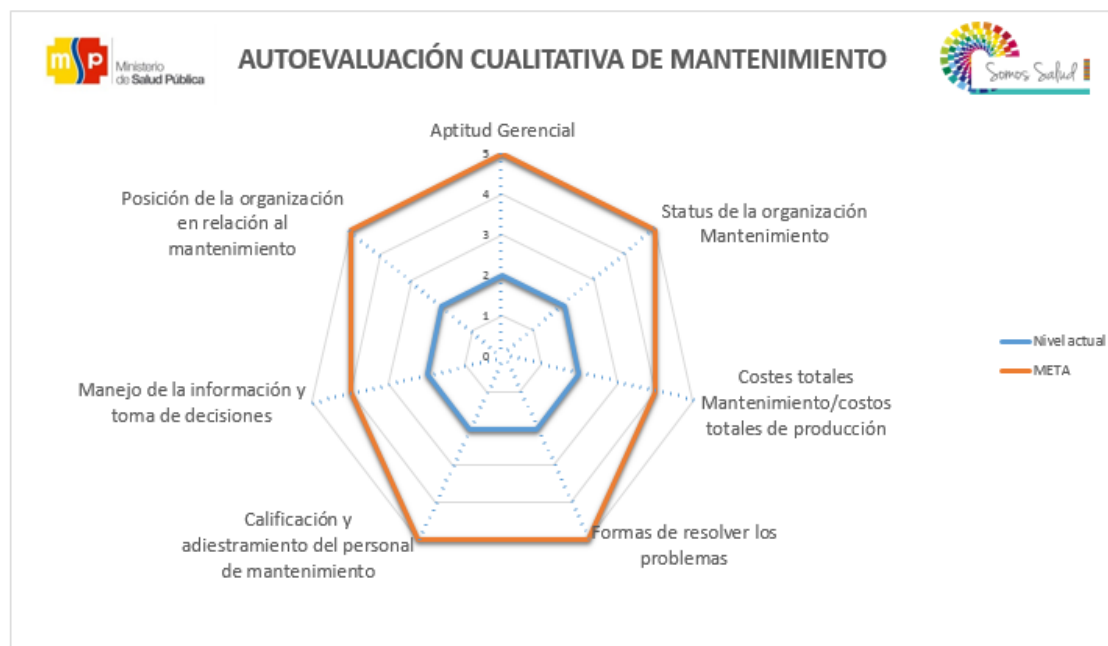 msp
Ministerio
de Salud Pública
AUTOEVALUACIÓN CUALITATIVA DE MANTENIMIENTO
Somos Salud
Aptitud Gerencial
Posición de la organización
en relación al
mantenimiento
Status de la organización
Mantenimiento
5
4
3
2
1
0
Nivel actual
META
Manejo de la información y
toma de decisiones
Costes totales
Mantenimiento/costos
totales de producción
Calificación y
adiestramiento del personal
de mantenimiento
Formas de resolver los
problemas